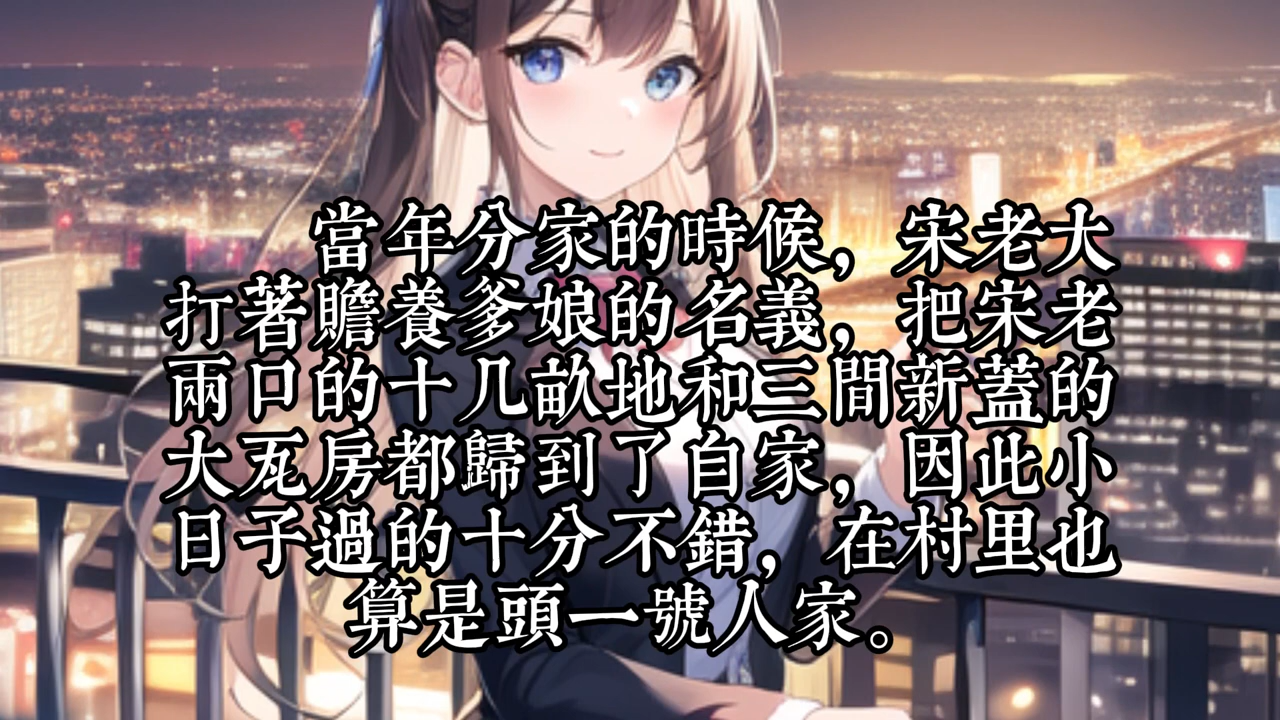 當年分家的時候，宋老大
打著贍養爹娘的名義，把宋老
兩口的十几畝地和三間新蓋的
大瓦房都歸到了自家，因此小
日子過的十分不錯，在村里也
算是頭一號人家。